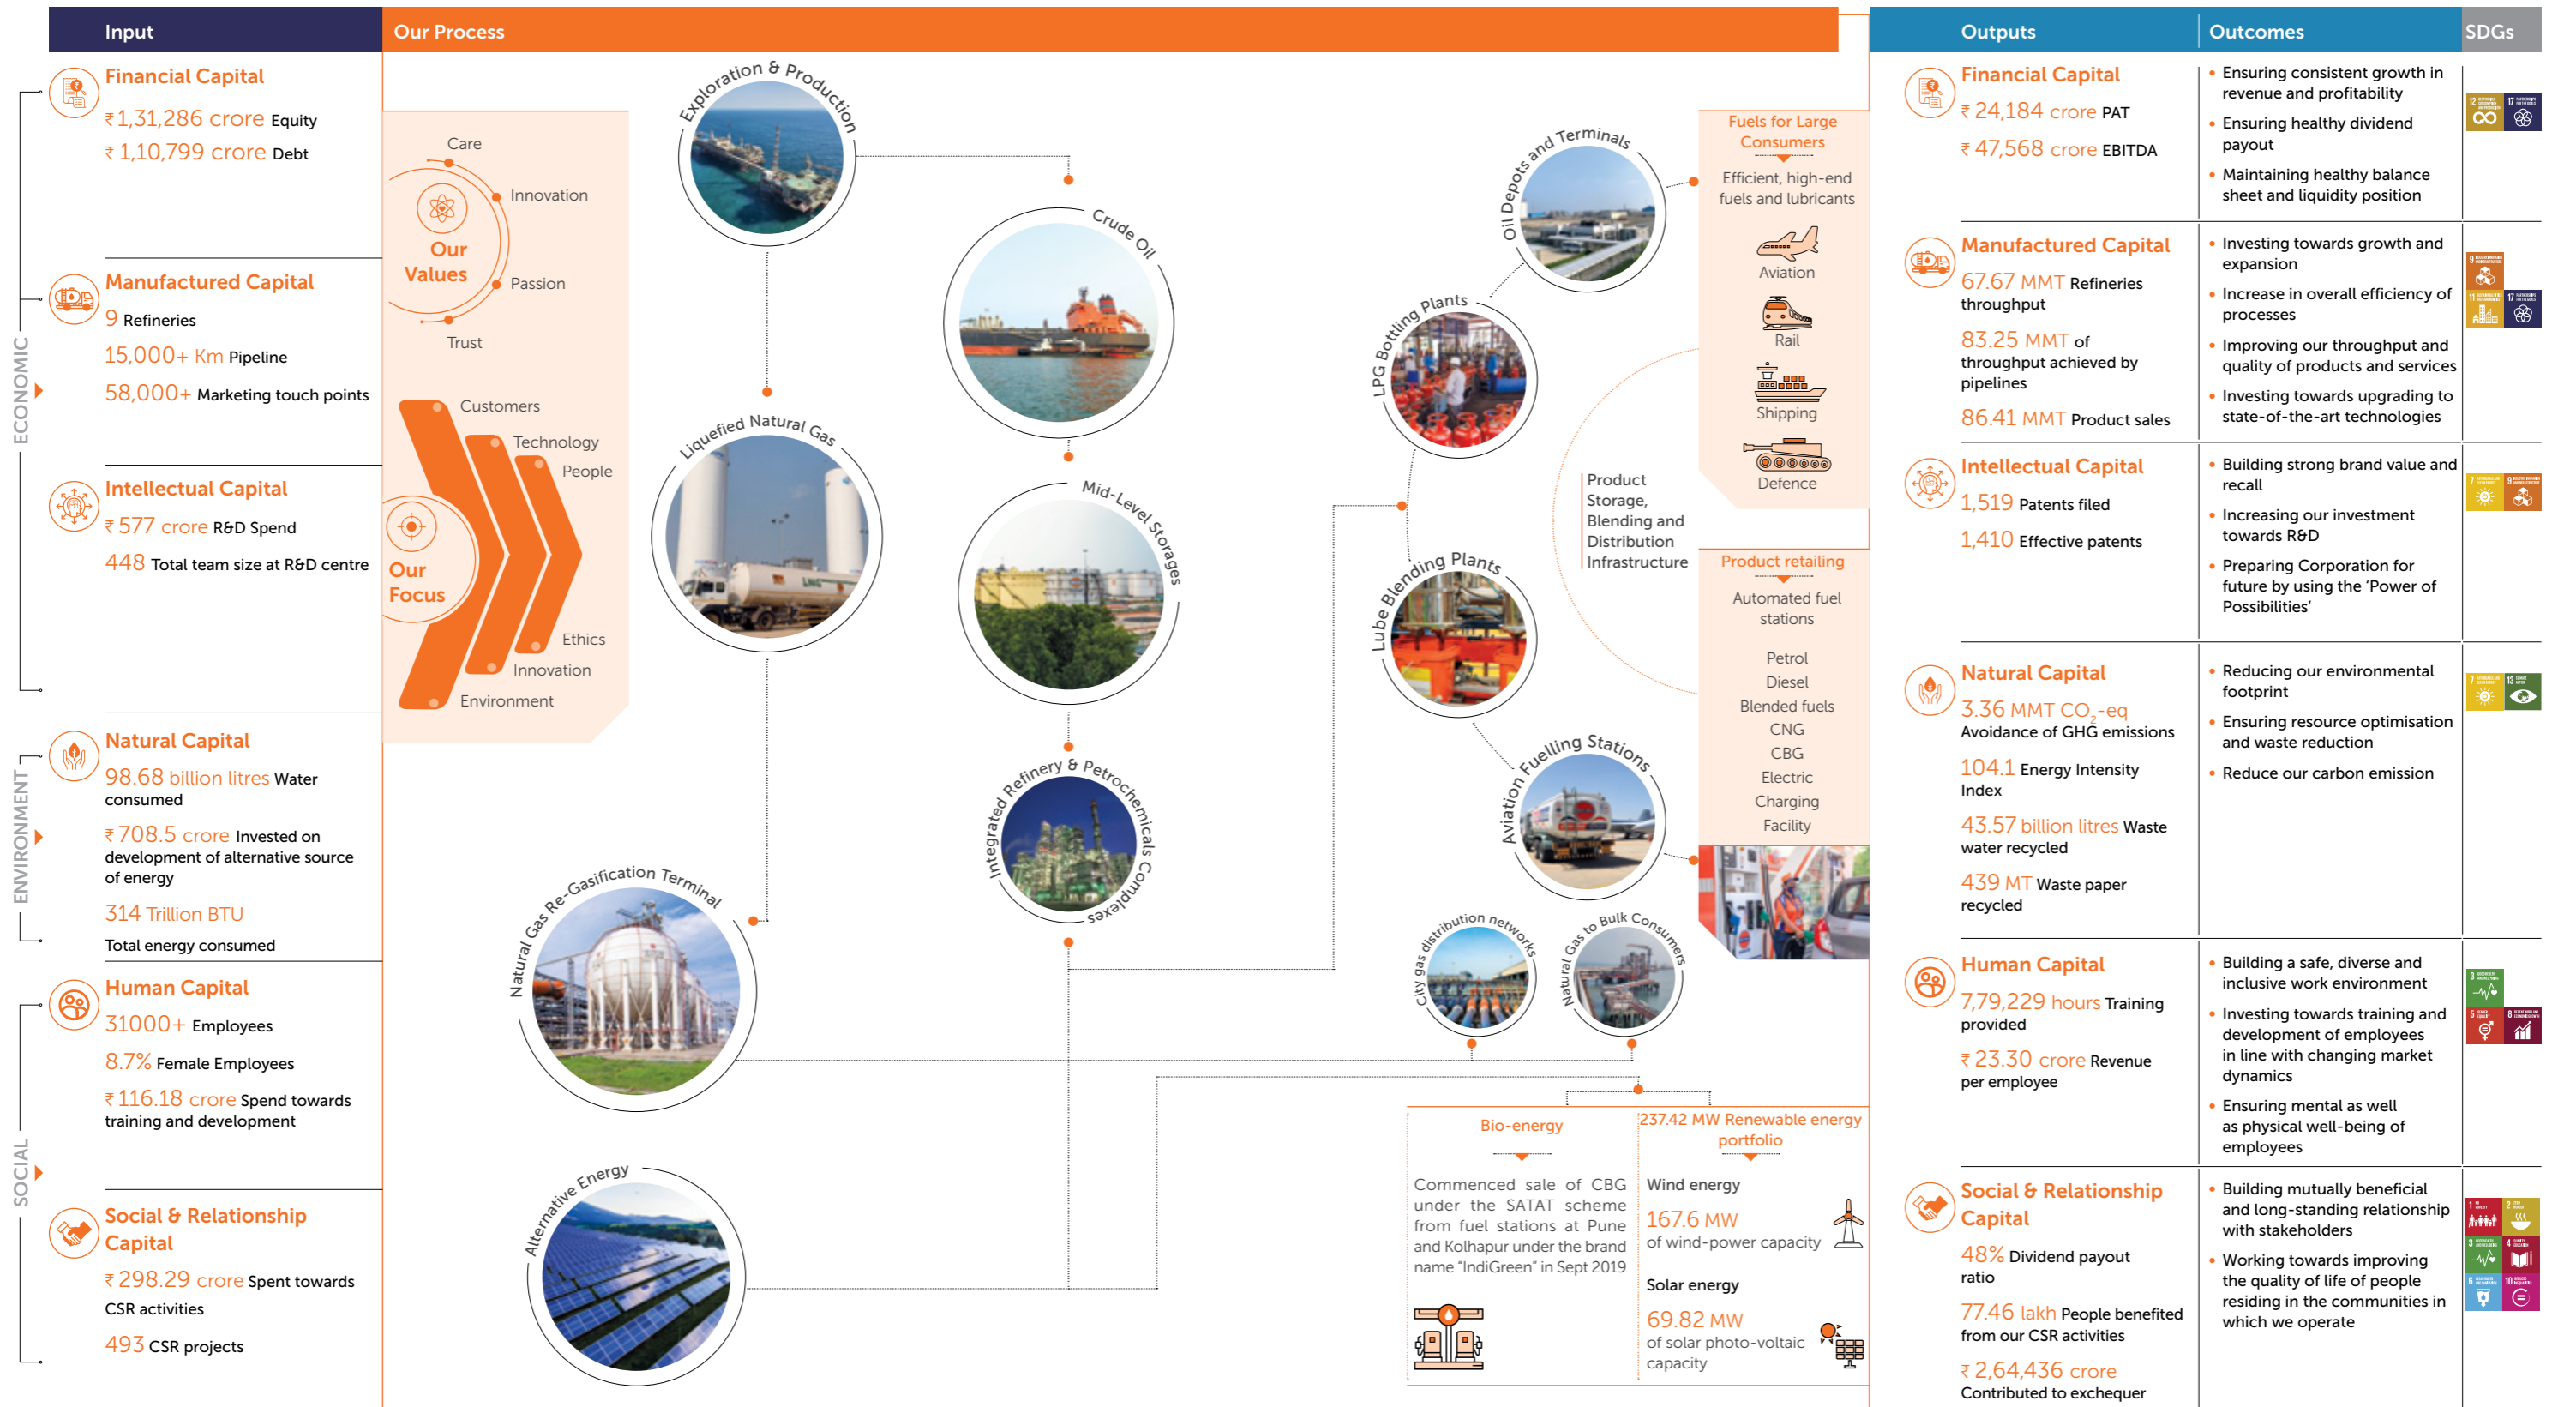 Input
Our Process
Outputs
Outcomes
SDGs
ECONOMIC
Financial Capital
₹ 1,31,286 crore Equity
₹ 1,10,799 crore Debt
Manufactured Capital
9 Refineries
15,000+ Km Pipeline
58,000+ Marketing touch points
Intellectual Capital
₹ 577 crore R&D Spend
448 Total team size at R&D centre
ENVIRONMENT
Natural Capital
98.68 billion litres Water
consumed
₹ 708.5 crore Invested on
development of alternative source
of energy
314 Trillion BTU
Total energy consumed
SOCIAL
Human Capital
31000+ Employees
8.7% Female Employees
₹ 116.18 crore Spend towards
training and development
Social & Relationship
Capital
₹ 298.29 crore Spent towards
CSR activities
493 CSR projects
Our
Values
Care
Innovation
Passion
Trust
Our
Focus
Customers
Technology
People
Ethics
Innovation
Environment
Exploration & Production
Crude Oil
Liquefied Natural Gas
LNG
Mid-Level Storages
Integrated Refinery & Petrochemicals Complexes
Natural Gas Re-Gasification Terminal
Alternative Energy
Oil Depots and Terminals
LPG Bottling Plants
Lube Blending Plants
Aviation Fuelling Stations
City gas distribution networks
Natural Gas to Bulk Consumers
Product
Storage,
Blending and
Distribution
Infrastructure
Fuels for Large
Consumers
Efficient, high-end
fuels and lubricants
Aviation
Rail
Shipping
Defence
Product retailing
Automated fuel
stations
Petrol
Diesel
Blended fuels
CNG
CBG
Electric
Charging
Facility
Bio-energy
Commenced sale of CBG
under the SATAT scheme
from fuel stations at Pune
and Kolhapur under the brand
name “IndiGreen” in Sept 2019
237.42 MW Renewable energy
portfolio
Wind energy
167.6 MW
of wind-power capacity
Solar energy
69.82 MW
of solar photo-voltaic
capacity
Financial Capital
₹ 24,184 crore PAT
₹ 47,568 crore EBITDA
• Ensuring consistent growth in
revenue and profitability
• Ensuring healthy dividend
payout
• Maintaining healthy balance
sheet and liquidity position
12
17
Manufactured Capital
67.67 MMT Refineries
throughput
83.25 MMT of
throughput achieved by
pipelines
86.41 MMT Product sales
• Investing towards growth and
expansion
• Increase in overall efficiency of
processes
• Improving our throughput and
quality of products and services
• Investing towards upgrading to
state-of-the-art technologies
9
11
17
Intellectual Capital
1,519 Patents filed
1,410 Effective patents
• Building strong brand value and
recall
• Increasing our investment
towards R&D
• Preparing Corporation for
future by using the ‘Power of
Possibilities’
7
9
Natural Capital
3.36 MMT CO₂-eq
Avoidance of GHG emissions
104.1 Energy Intensity
Index
43.57 billion litres Waste
water recycled
439 MT Waste paper
recycled
• Reducing our environmental
footprint
• Ensuring resource optimisation
and waste reduction
• Reduce our carbon emission
7
13
Human Capital
7,79,229 hours Training
provided
₹ 23.30 crore Revenue
per employee
• Building a safe, diverse and
inclusive work environment
• Investing towards training and
development of employees
in line with changing market
dynamics
• Ensuring mental as well
as physical well-being of
employees
3
5
8
Social & Relationship
Capital
48% Dividend payout
ratio
77.46 lakh People benefited
from our CSR activities
₹ 2,64,436 crore
Contributed to exchequer
• Building mutually beneficial
and long-standing relationship
with stakeholders
• Working towards improving
the quality of life of people
residing in the communities in
which we operate
1
2
3
4
6
10